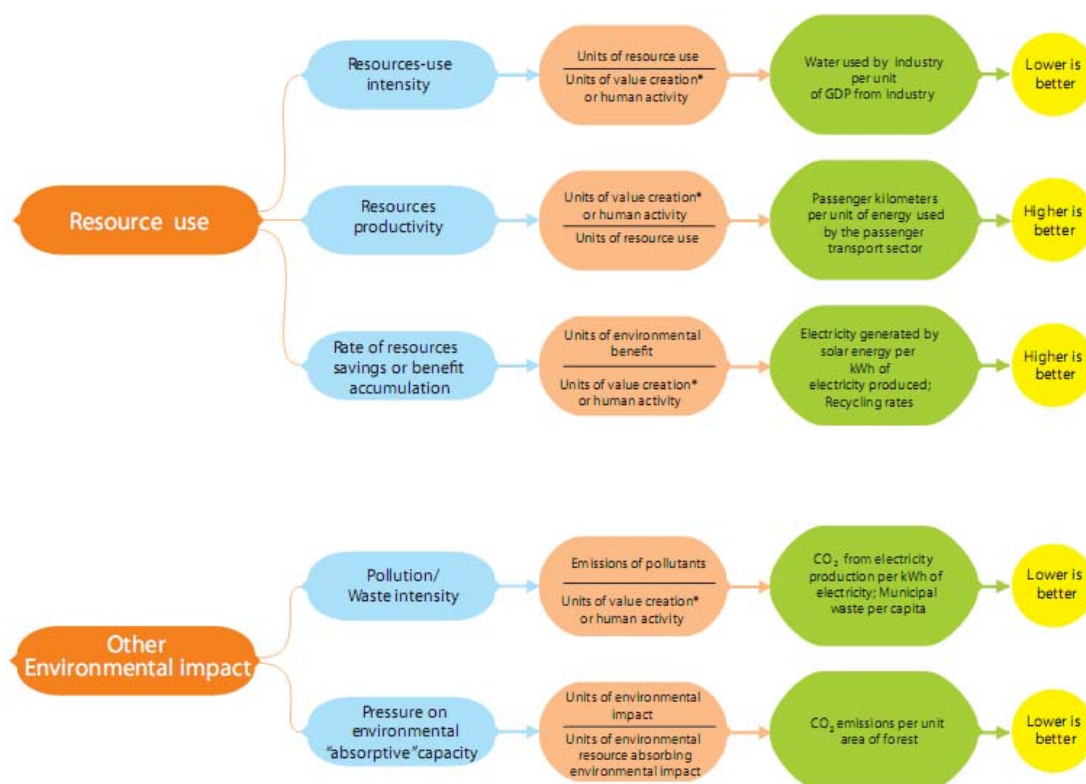 Resource use
Resources-use
intensity
Units of resource use
Units of value creation*
or human activity
Water used by industry
per unit
of GDP from industry
Lower is
better
Resources
productivity
Units of value creation*
or human activity
Units of resource use
Passenger kilometers
per unit of energy used
by the passenger
transport sector
Higher is
better
Rate of resources
savings or benefit
accumulation
Units of environmental
benefit
Units of value creation*
or human activity
Electricity generated by
solar energy per
kWh of
electricity produced;
Recycling rates
Higher is
better
Other
Environmental impact
Pollution/
Waste intensity
Emissions of pollutants
Units of value creation*
or human activity
CO₂ from electricity
production per kWh of
electricity; Municipal
waste per capita
Lower is
better
Pressure on
environmental
“absorptive” capacity
Units of environmental
impact
Units of environmental
resource absorbing
environmental impact
CO₂ emissions per unit
area of forest
Lower is
better